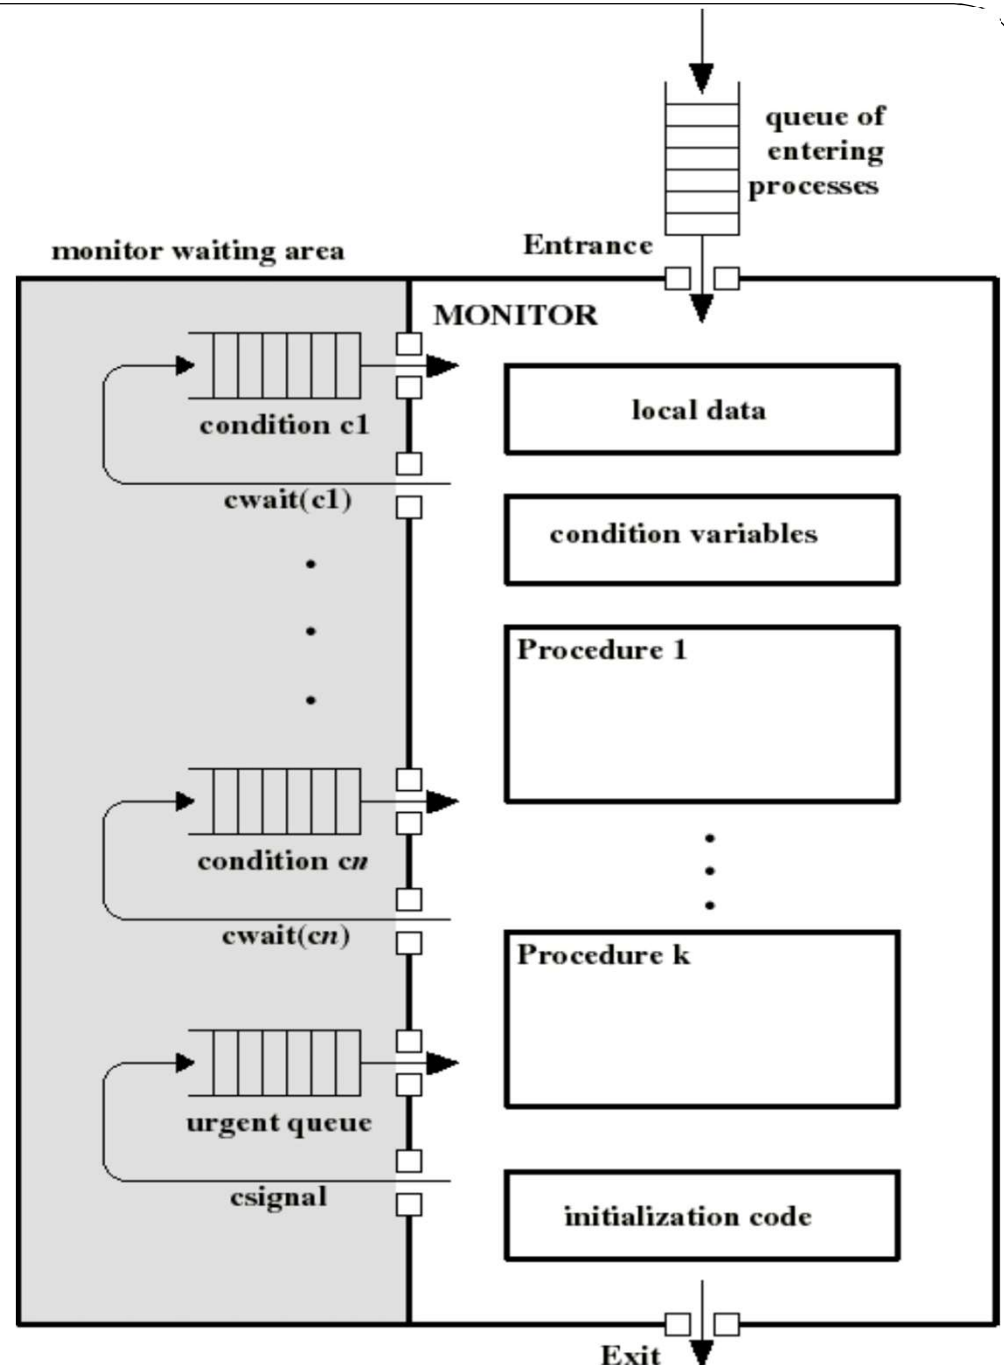 queue of
entering
processes
Entrance
monitor waiting area
MONITOR
condition c1
cwait(c1)
local data
condition variables
Procedure 1
condition cn
cwait(cn)
Procedure k
urgent queue
csignal
initialization code
Exit